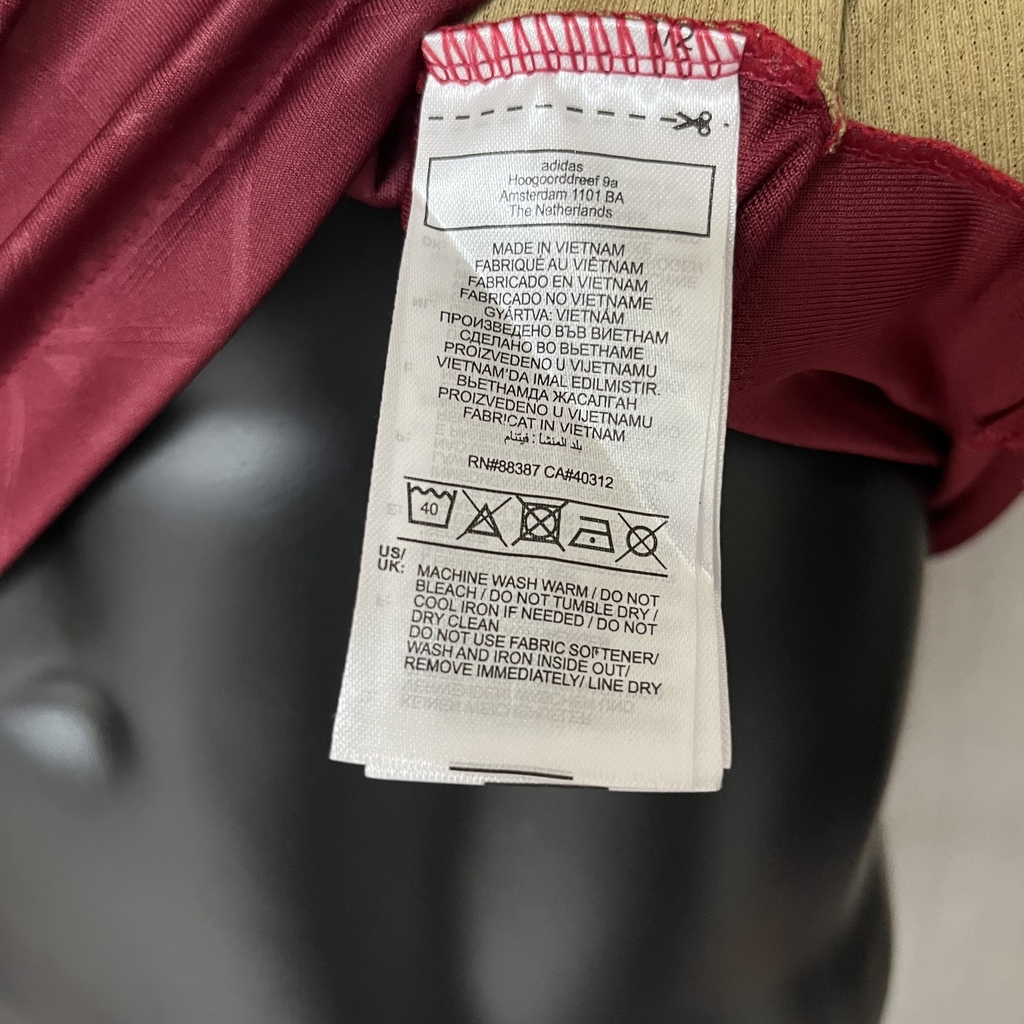 12
adidas
Hoogoorddreef 9a
Amsterdam 1101 BA
The Netherlands
MADE IN VIETNAM
FABRIQUÉ AU VIÊTNAM
FABRICADO EN VIETNAM
FABRICADO NO VIETNAME
GYÁRTVA: VIETNÁM
ПРОИЗВЕДЕНО ВЪВ ВИЕТНАМ
СДЕЛАНО ВО ВЬЕТНАМЕ
PROIZVEDENO U VIJETNAMU
VIETNAM'DA IMAL EDILMISTIR.
ВЬЕТНАМДА ЖАСАЛҒАН
PROIZVEDENO U VIJETNAMU
FABRICAT IN VIETNAM
بلد المنشأ : فيتنام
RN#88387 CA#40312
40
US/
UK:
MACHINE WASH WARM / DO NOT
BLEACH / DO NOT TUMBLE DRY /
COOL IRON IF NEEDED / DO NOT
DRY CLEAN
DO NOT USE FABRIC SOFTENER/
WASH AND IRON INSIDE OUT/
REMOVE IMMEDIATELY/ LINE DRY